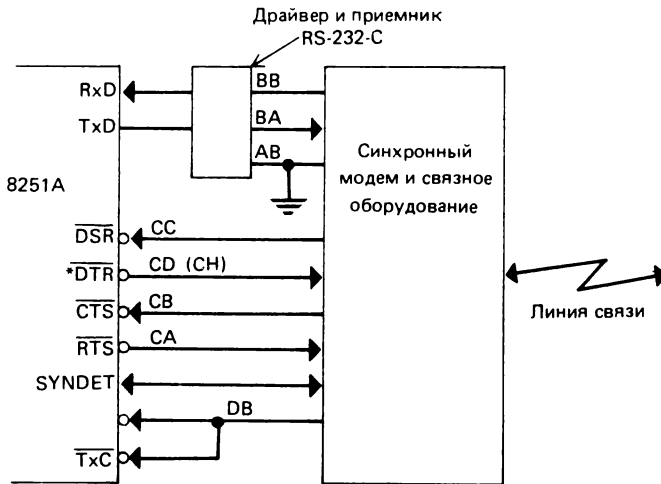 Драйвер и приемник
RS-232-C
RxD
BB
TxD
BA
AB
8251A
Синхронный
модем и связное
оборудование
DSR
CC
*DTR
CD (CH)
CTS
CB
Линия связи
RTS
CA
SYNDET
DB
TxC